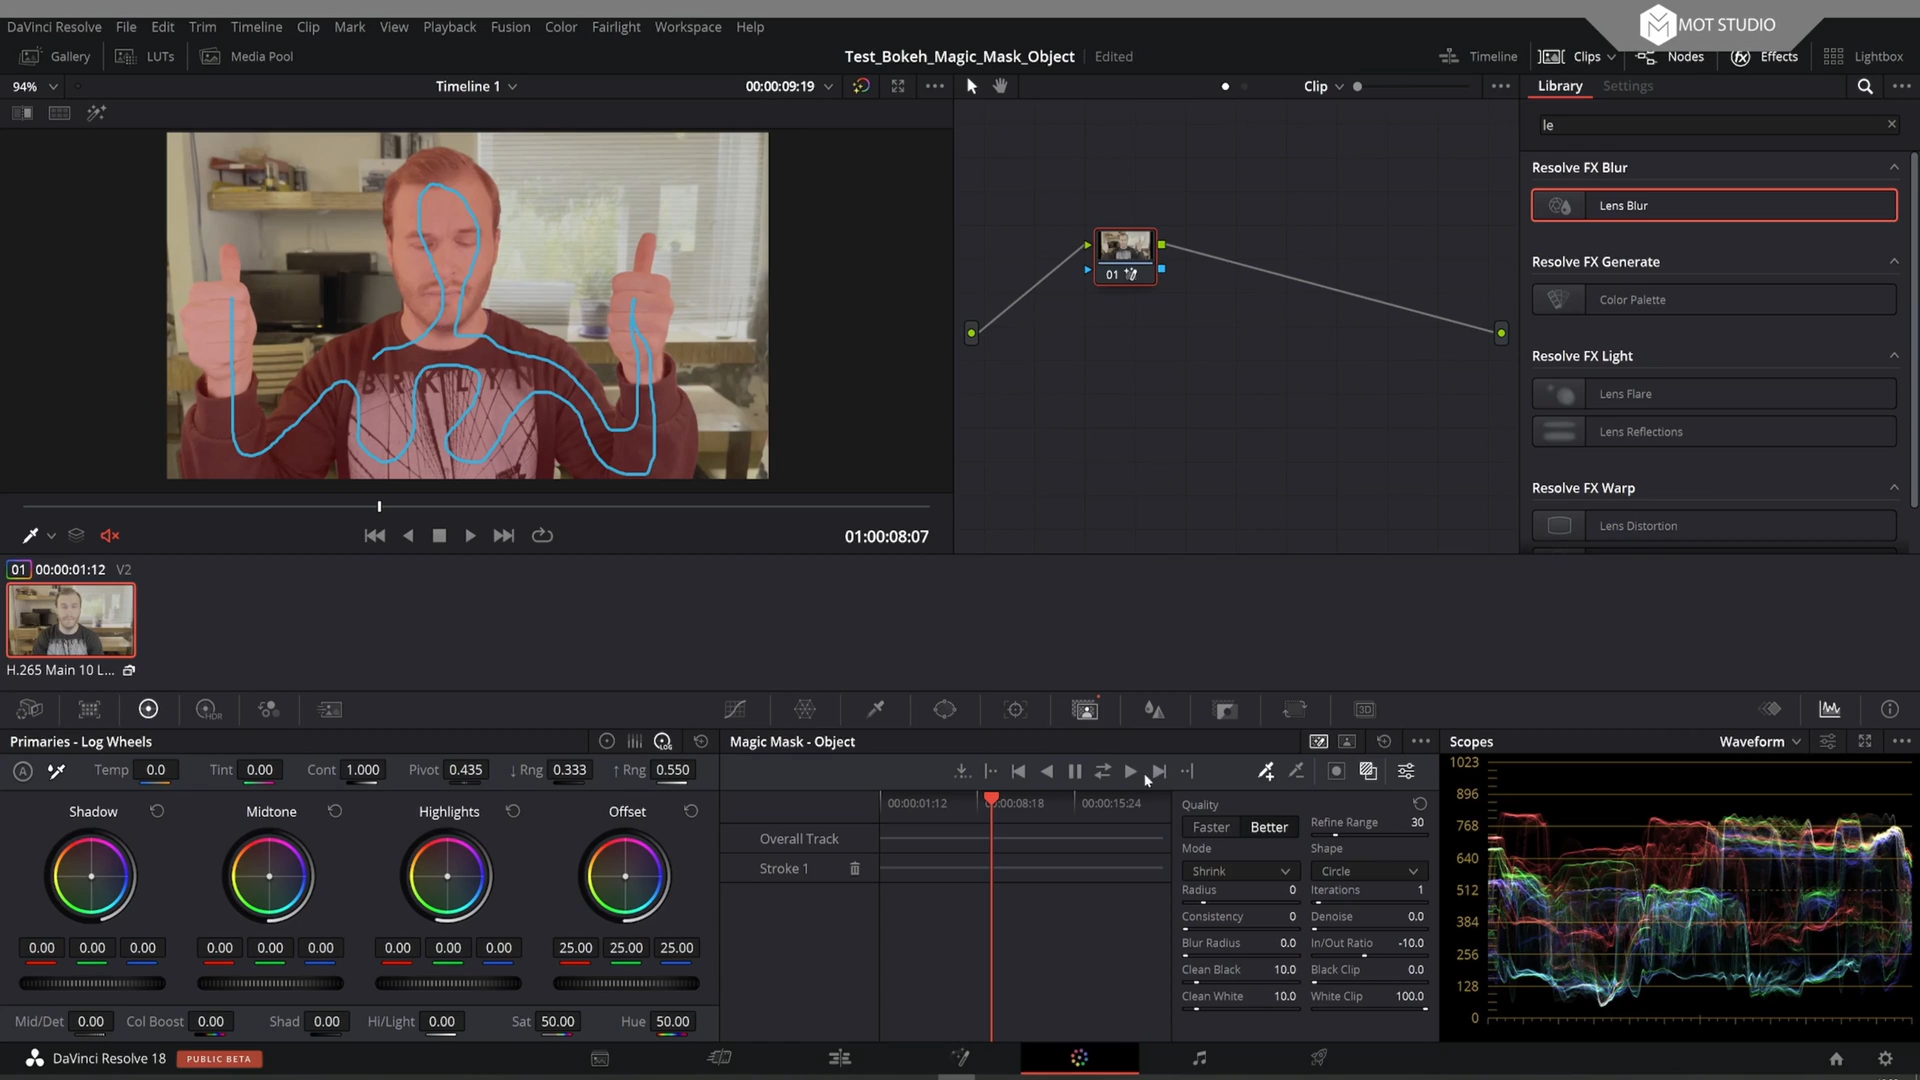 MOT STUDIO
DaVinci Resolve File Edit Trim Timeline Clip Mark View Playback Fusion Color Fairlight Workspace Help
Gallery LUTs Media Pool Test_Bokeh_Magic_Mask_Object Edited Timeline Clips Nodes Effects Lightbox
94% Timeline 1 00:00:09:19 Clip Library Settings
le
Resolve FX Blur
Lens Blur
Resolve FX Generate
Color Palette
Resolve FX Light
Lens Flare
Lens Reflections
Resolve FX Warp
Lens Distortion
BRKLYN
01
01:00:08:07
01 00:00:01:12 V2
H.265 Main 10 L...
HDR
3D
Primaries - Log Wheels LOG Magic Mask - Object Scopes Waveform
A Temp 0.0 Tint 0.00 Cont 1.000 Pivot 0.435 ↓ Rng 0.333 ↑ Rng 0.550
Shadow Midtone Highlights Offset
0.00 0.00 0.00 0.00 0.00 0.00 0.00 0.00 0.00 25.00 25.00 25.00
Mid/Det 0.00 Col Boost 0.00 Shad 0.00 Hi/Light 0.00 Sat 50.00 Hue 50.00
00:00:01:12 :00:08:18 00:00:15:24
Overall Track
Stroke 1
Quality
Faster Better Refine Range 30
Mode Shape
Shrink Circle
Radius 0 Iterations 1
Consistency 0 Denoise 0.0
Blur Radius 0.0 In/Out Ratio -10.0
Clean Black 10.0 Black Clip 0.0
Clean White 10.0 White Clip 100.0
1023
896
768
640
512
384
256
128
0
DaVinci Resolve 18 PUBLIC BETA